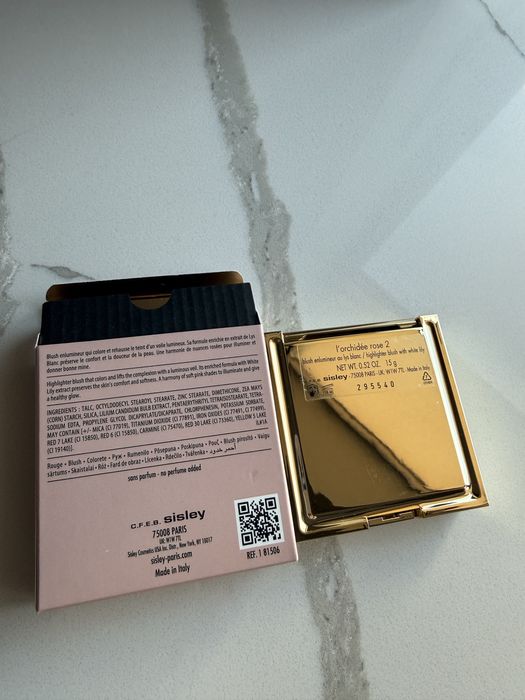 Blush enlumineur qui colore et rehausse le teint d'un voile lumineux. Sa formule enrichie en extrait de Lys
Blanc préserve le confort et la douceur de la peau. Une harmonie de nuances rosées pour illuminer et
donner bonne mine.
Highlighter blush that colors and lifts the complexion with a luminous veil. Its enriched formula with White
Lily extract preserves the skin's comfort and softness. A harmony of soft pink shades to illuminate and give
a healthy glow.
INGREDIENTS : TALC, OCTYLDODECYL STEAROYL STEARATE, ZINC STEARATE, DIMETHICONE, ZEA MAYS
(CORN) STARCH, SILICA, LILIUM CANDIDUM BULB EXTRACT, PENTAERYTHRITYL TETRAISOSTEARATE,
SODIUM EDTA, PROPYLENE GLYCOL DICAPRYLATE/DICAPRATE, CHLORPHENESIN, POTASSIUM SORBATE,
MAY CONTAIN [+/- MICA (CI 77019), TITANIUM DIOXIDE (CI 77891), IRON OXIDES (CI 77491, CI 77499),
RED 7 LAKE (CI 15850), RED 6 (CI 15850), CARMINE (CI 75470), RED 30 LAKE (CI 73360), YELLOW 5 LAKE
(CI 19140)].
Rouge • Blush • Colorete • Руж • Rumenilo • Pósepuna • Poskipuna • Pouč • Blush pirosító • Vaigu
sārtums • Skaistalai • Róż • Fard de obraz • Lícenka • Rdečilo • Tvářenka • أحمر خدود
sans parfum - no perfume added
C.F.E.B. sisley
75008 PARIS
UK: W1W 7TL
Sisley Cosmetics USA Inc. Distr., New York, NY 10017
sisley-paris.com
Made in Italy
REF. 1 81506
l'orchidée rose 2
blush enlumineur au lys blanc / highlighter blush with white lily
NET WT. 0.52 OZ. 15 g
C.F.E.B. sisley 75008 PARIS - UK: W1W 7TL - Made in Italy
295540